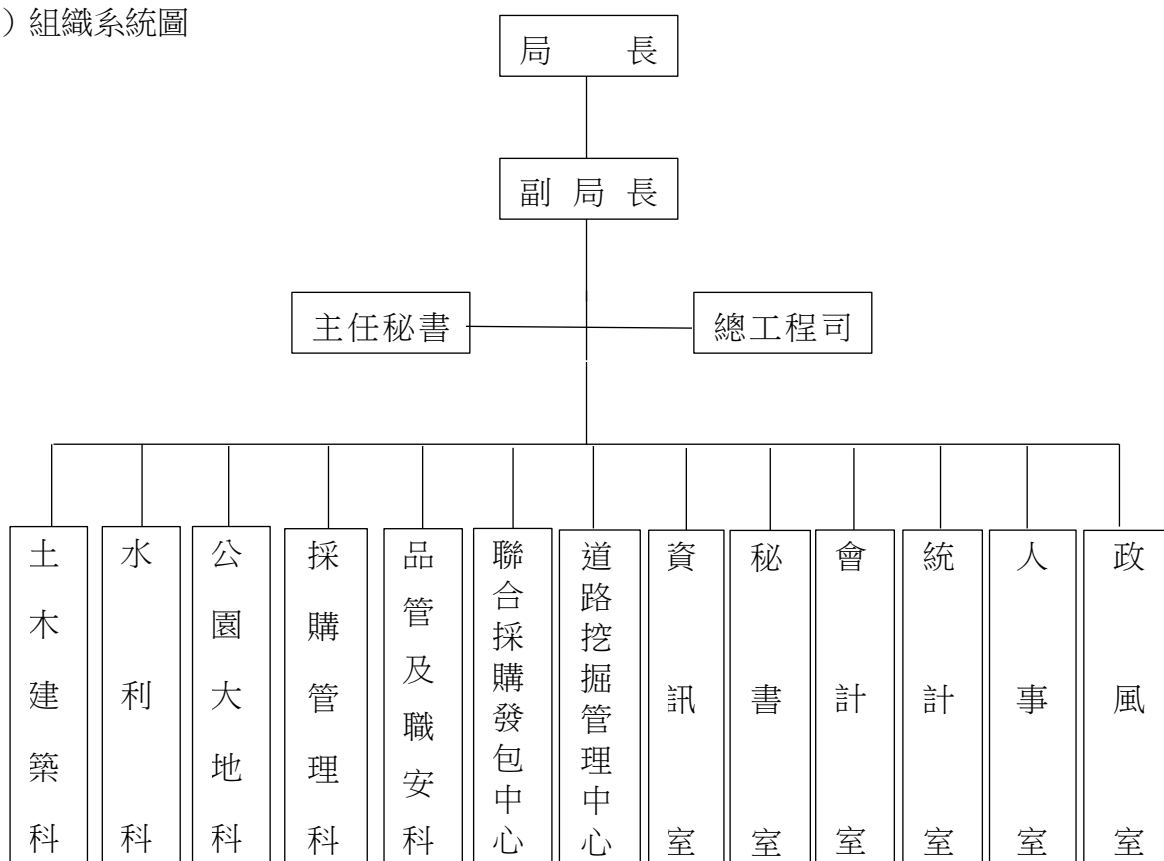 ）組織系統圖
局長
副局長
主任秘書
總工程司
土木建築科
水利科
公園大地科
採購管理科
品管及職安科
聯合採購發包中心
道路挖掘管理中心
資訊室
秘書室
會計室
統計室
人事室
政風室